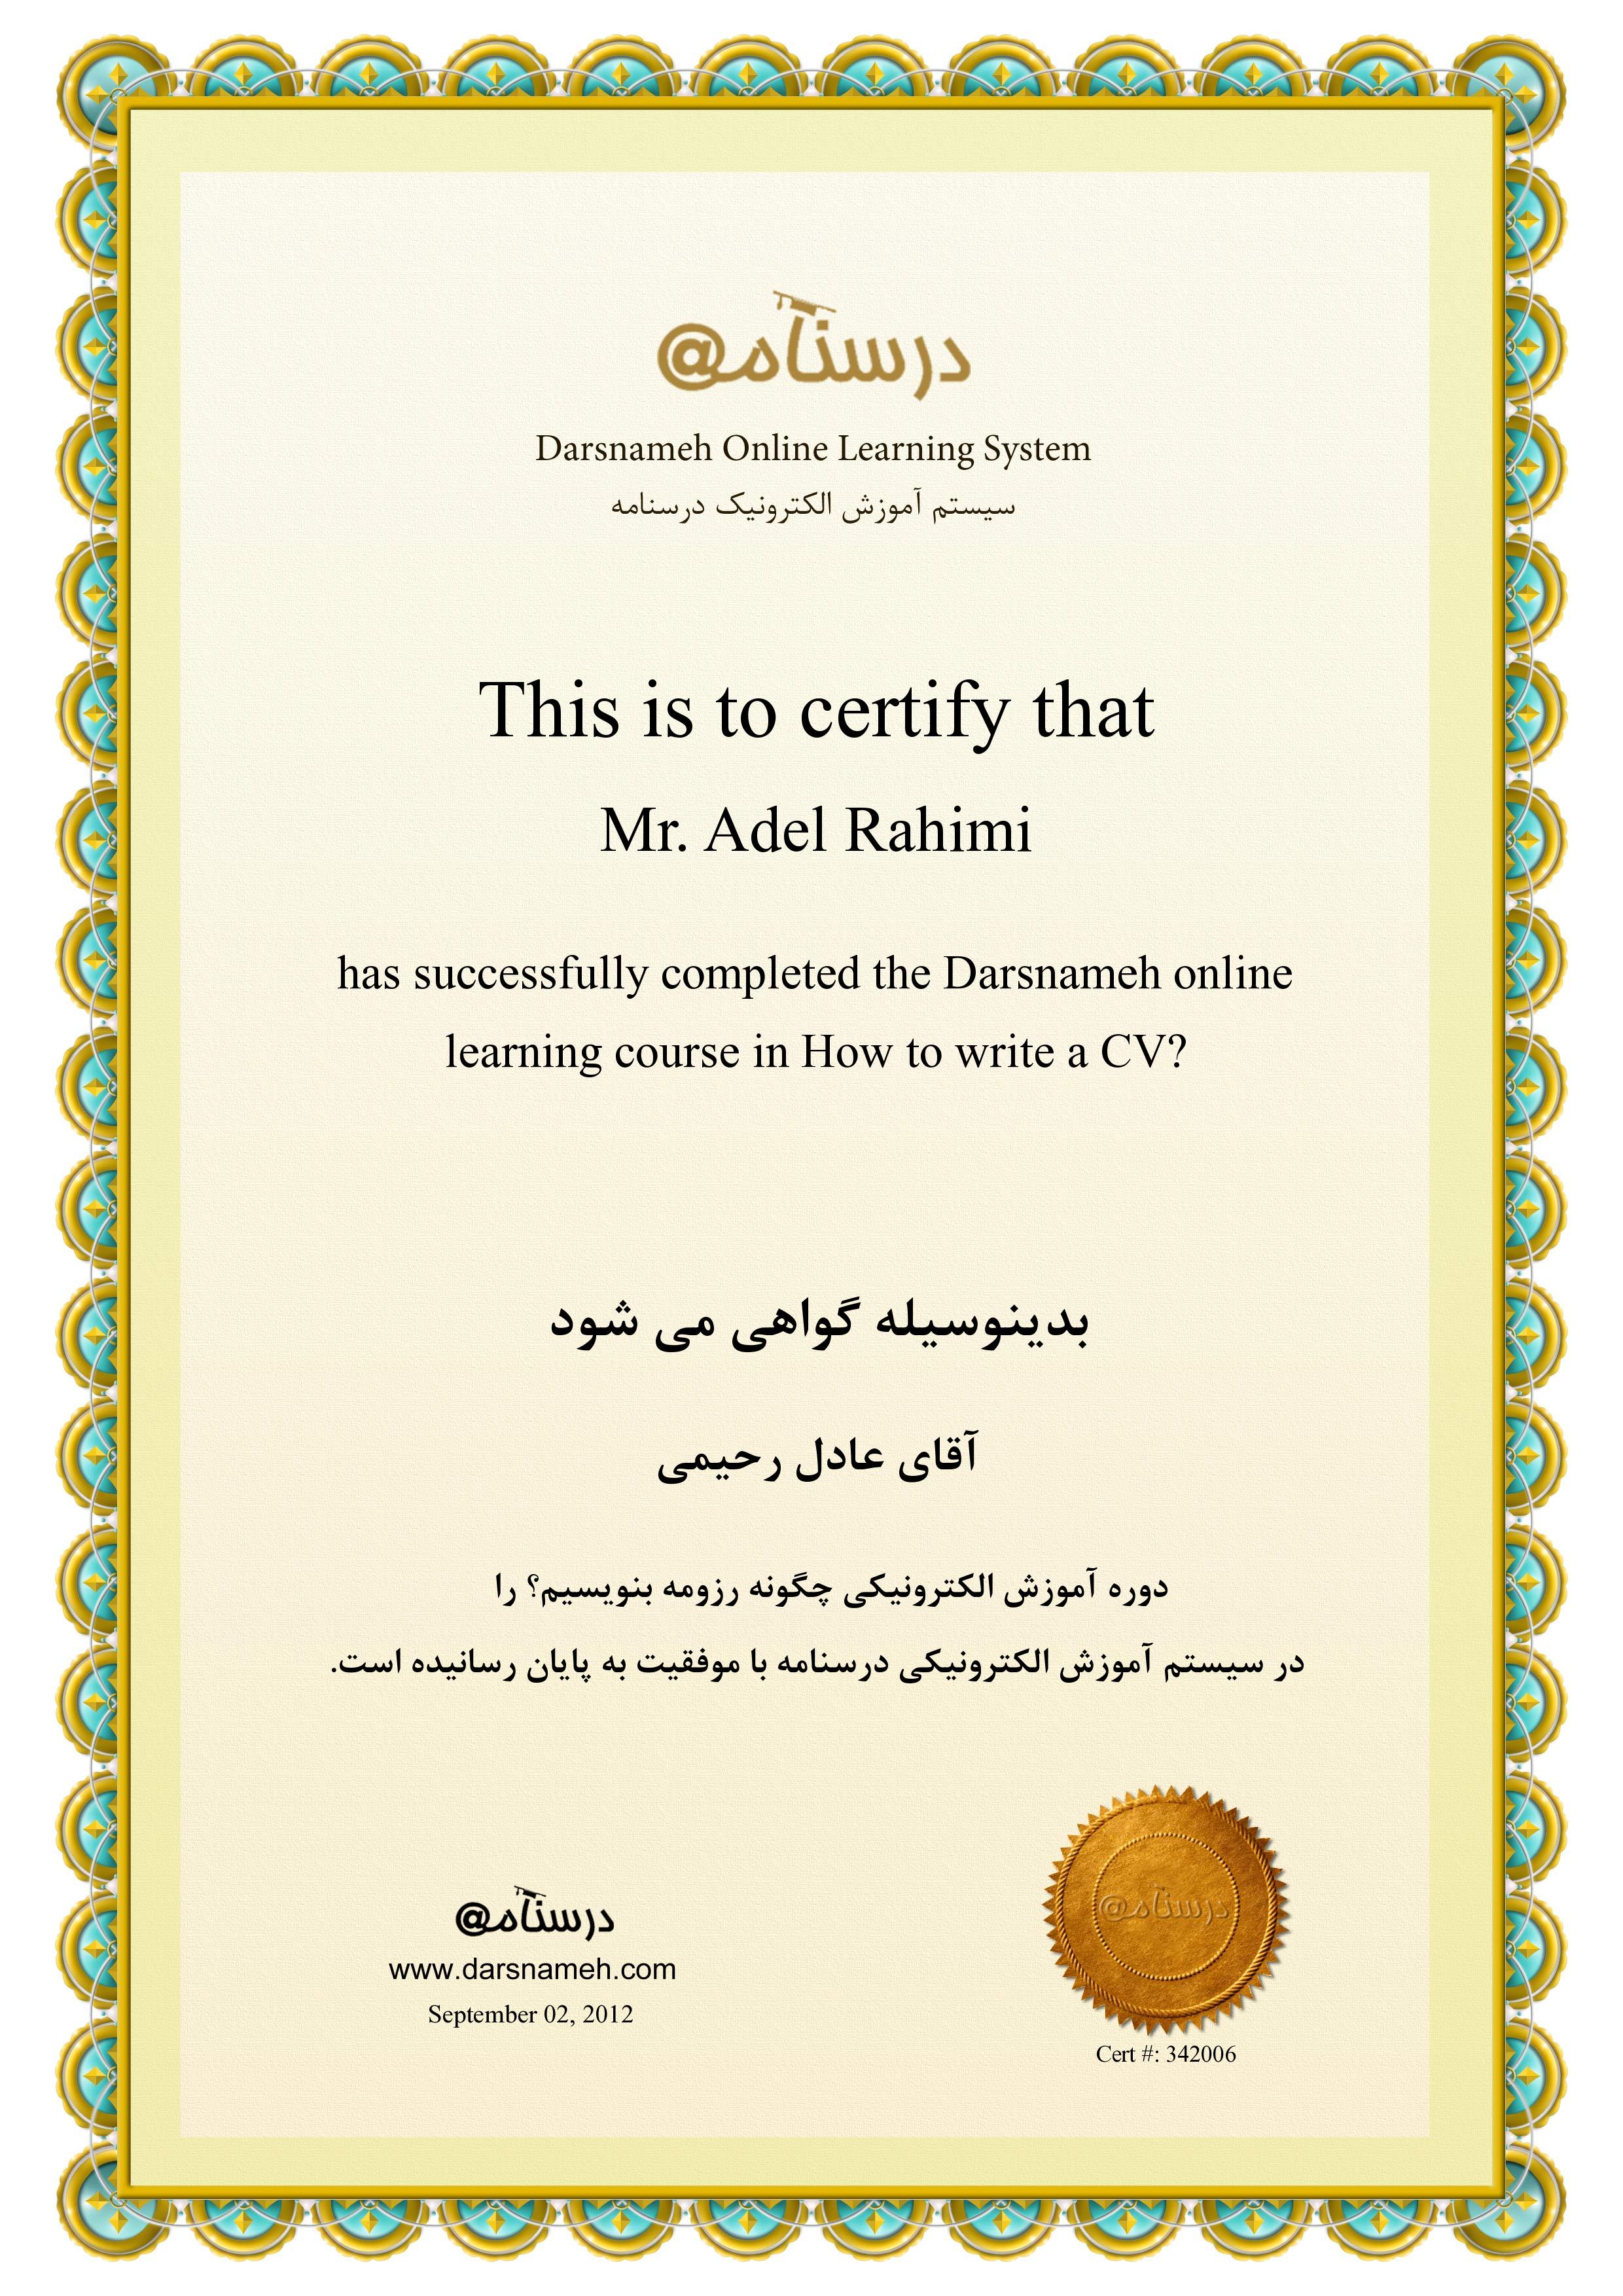 درسنامـ@
Darsnameh Online Learning System
سیستم آموزش الکترونیک درسنامه
This is to certify that
Mr. Adel Rahimi
has successfully completed the Darsnameh online
learning course in How to write a CV?
بدینوسیله گواهی می شود
آقای عادل رحیمی
دوره آموزش الکترونیکی چگونه رزومه بنویسیم؟ را
در سیستم آموزش الکترونیکی درسنامه با موفقیت به پایان رسانیده است.
درسنامـ@
www.darsnameh.com
September 02, 2012
درسنامـ@
Cert #: 342006